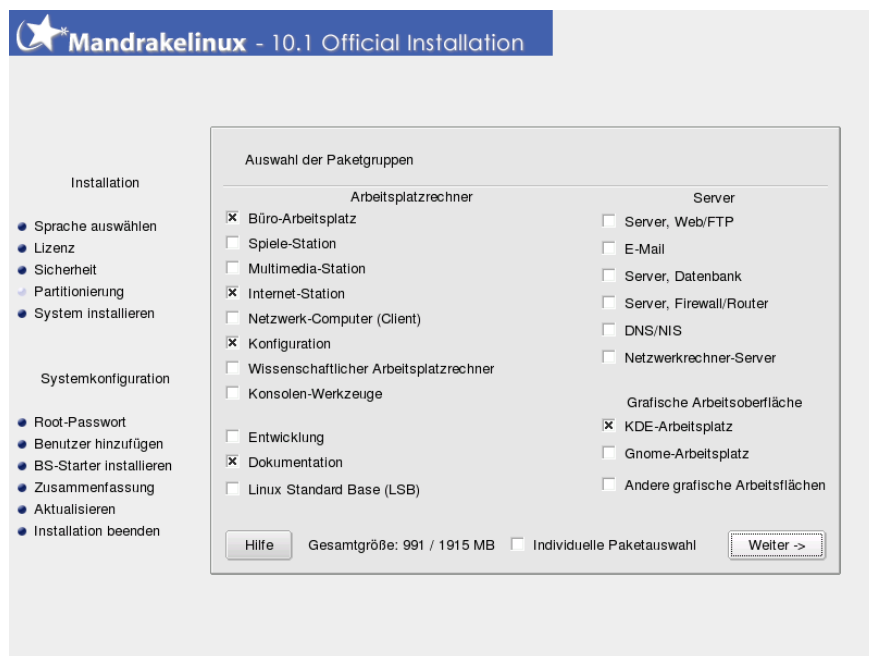 Mandrakelinux - 10.1 Official Installation
Installation
Sprache auswählen
Lizenz
Sicherheit
Partitionierung
System installieren
Systemkonfiguration
Root-Passwort
Benutzer hinzufügen
BS-Starter installieren
Zusammenfassung
Aktualisieren
Installation beenden
Auswahl der Paketgruppen
Arbeitsplatzrechner
Büro-Arbeitsplatz
Spiele-Station
Multimedia-Station
Internet-Station
Netzwerk-Computer (Client)
Konfiguration
Wissenschaftlicher Arbeitsplatzrechner
Konsolen-Werkzeuge
Entwicklung
Dokumentation
Linux Standard Base (LSB)
Server
Server, Web/FTP
E-Mail
Server, Datenbank
Server, Firewall/Router
DNS/NIS
Netzwerkrechner-Server
Grafische Arbeitsoberfläche
KDE-Arbeitsplatz
Gnome-Arbeitsplatz
Andere grafische Arbeitsflächen
Hilfe
Gesamtgröße: 991 / 1915 MB
Individuelle Paketauswahl
Weiter ->